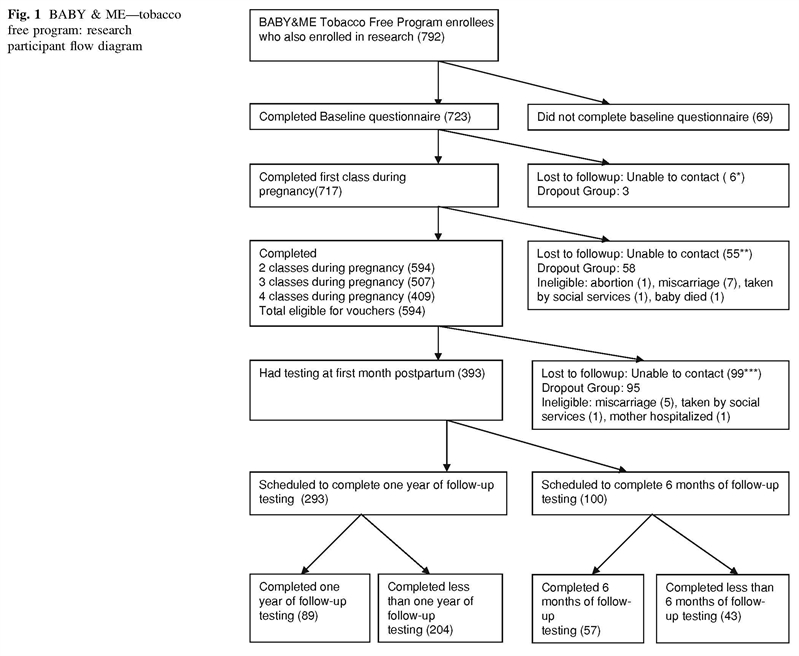 Fig. 1 BABY & ME—tobacco
free program: research
participant flow diagram
BABY&ME Tobacco Free Program enrollees
who also enrolled in research (792)
Completed Baseline questionnaire (723)
Did not complete baseline questionnaire (69)
Completed first class during
pregnancy(717)
Lost to followup: Unable to contact ( 6*)
Dropout Group: 3
Completed
2 classes during pregnancy (594)
3 classes during pregnancy (507)
4 classes during pregnancy (409)
Total eligible for vouchers (594)
Lost to followup: Unable to contact (55**)
Dropout Group: 58
Ineligible: abortion (1), miscarriage (7), taken
by social services (1), baby died (1)
Had testing at first month postpartum (393)
Lost to followup: Unable to contact (99***)
Dropout Group: 95
Ineligible: miscarriage (5), taken by social
services (1), mother hospitalized (1)
Scheduled to complete one year of follow-up
testing (293)
Scheduled to complete 6 months of follow-up
testing (100)
Completed one
year of follow-up
testing (89)
Completed less
than one year of
follow-up
testing (204)
Completed 6
months of follow-
up
testing (57)
Completed less than
6 months of follow-
up testing (43)